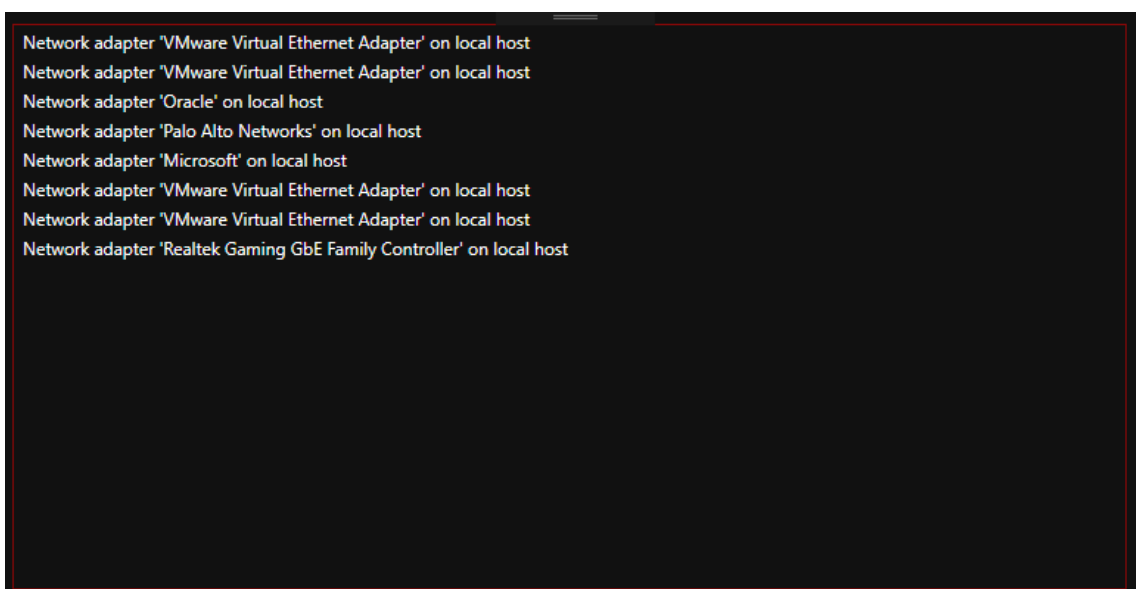 Network adapter 'VMware Virtual Ethernet Adapter' on local host
Network adapter 'VMware Virtual Ethernet Adapter' on local host
Network adapter 'Oracle' on local host
Network adapter 'Palo Alto Networks' on local host
Network adapter 'Microsoft' on local host
Network adapter 'VMware Virtual Ethernet Adapter' on local host
Network adapter 'VMware Virtual Ethernet Adapter' on local host
Network adapter 'Realtek Gaming GbE Family Controller' on local host